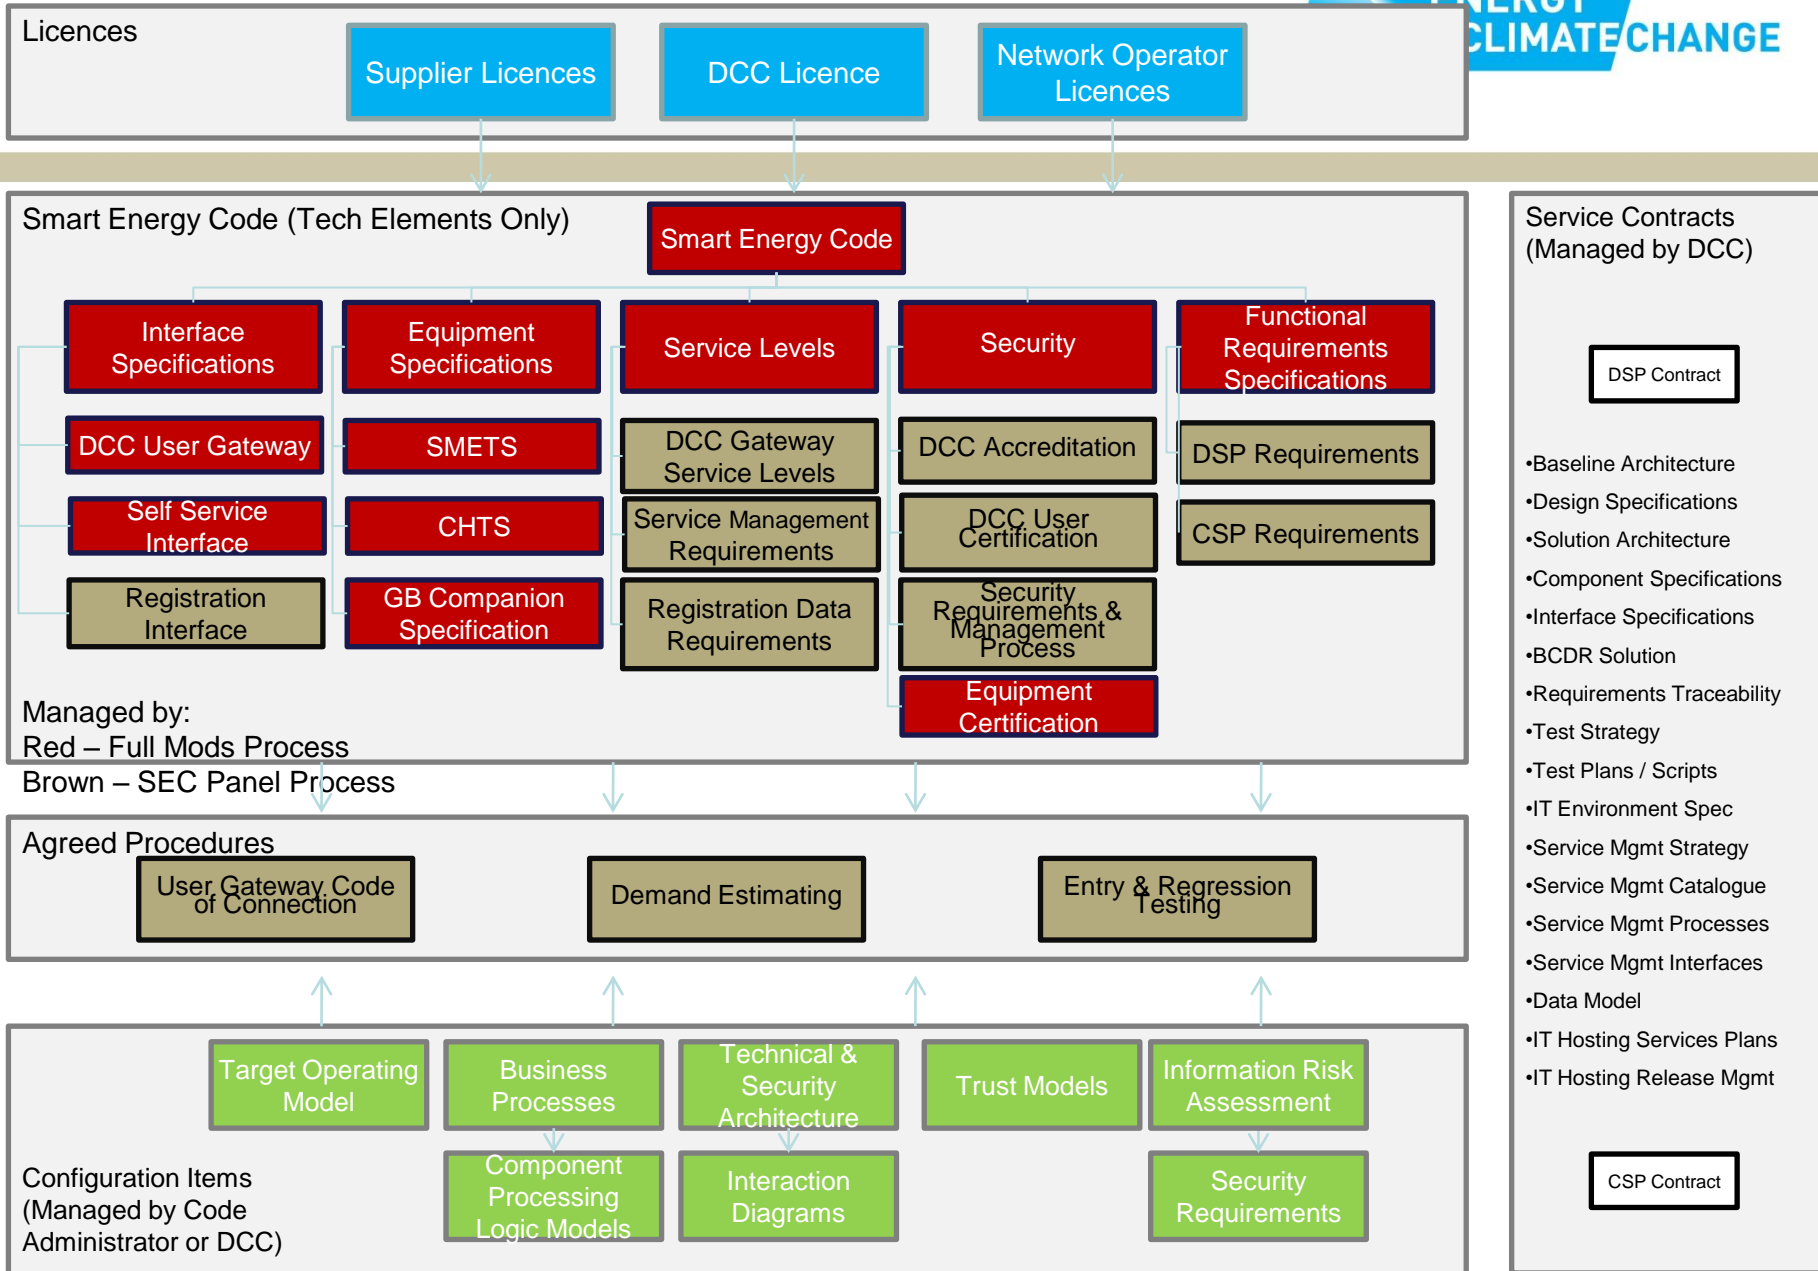 ENERGY
CLIMATE CHANGE
Licences
Supplier Licences
DCC Licence
Network Operator
Licences
Smart Energy Code (Tech Elements Only)
Smart Energy Code
Interface
Specifications
Equipment
Specifications
Service Levels
Security
Functional
Requirements
Specifications
DCC User Gateway
SMETS
DCC Gateway
Service Levels
DCC Accreditation
DSP Requirements
Self Service
Interface
CHTS
Service Management
Requirements
DCC User
Certification
CSP Requirements
Registration
Interface
GB Companion
Specification
Registration Data
Requirements
Security
Requirements &
Management
Process
Equipment
Certification
Managed by:
Red – Full Mods Process
Brown – SEC Panel Process
Agreed Procedures
User Gateway Code
of Connection
Demand Estimating
Entry & Regression
Testing
Target Operating
Model
Business
Processes
Technical &
Security
Architecture
Trust Models
Information Risk
Assessment
Component
Processing
Logic Models
Interaction
Diagrams
Security
Requirements
Configuration Items
(Managed by Code
Administrator or DCC)
Service Contracts
(Managed by DCC)
DSP Contract
•Baseline Architecture
•Design Specifications
•Solution Architecture
•Component Specifications
•Interface Specifications
•BCDR Solution
•Requirements Traceability
•Test Strategy
•Test Plans / Scripts
•IT Environment Spec
•Service Mgmt Strategy
•Service Mgmt Catalogue
•Service Mgmt Processes
•Service Mgmt Interfaces
•Data Model
•IT Hosting Services Plans
•IT Hosting Release Mgmt
CSP Contract